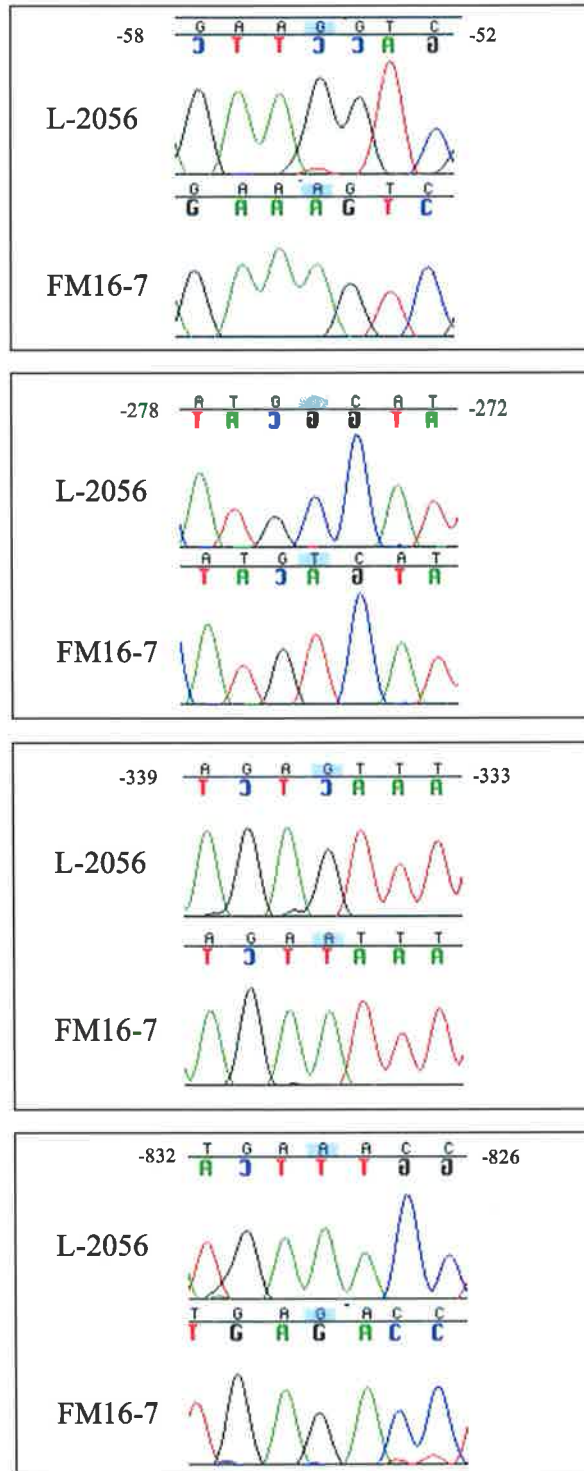 G A A G G T C
-58 C T T C C A G -52
L-2056
G A A A G T C
G A A A G T C
FM16-7
A T G C A T
-278 T A C G G T A -272
L-2056
A T G T C A T
T A C A G T A
FM16-7
A G A G T T T
-339 T C T C A A A -333
L-2056
A G A A T T T
T C T T A A A
FM16-7
T G A A A C C
-832 A C T T T G G -826
L-2056
T G A G A C C
T G A G A C C
FM16-7